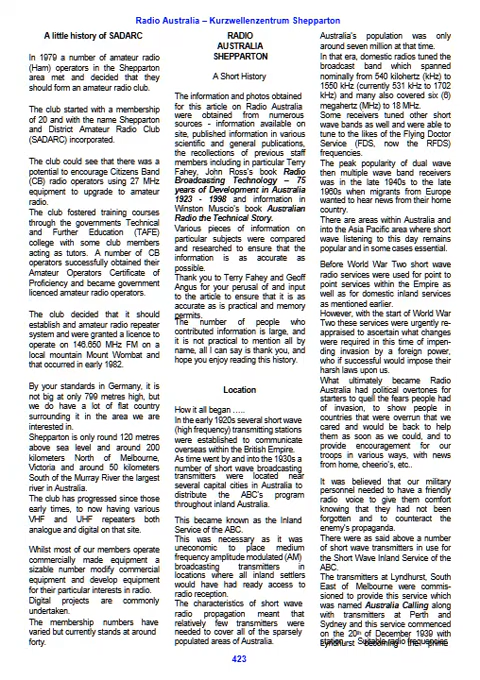 Radio Australia – Kurzwellenzentrum Shepparton
A little history of SADARC
In 1979 a number of amateur radio
(Ham) operators in the Shepparton
area met and decided that they
should form an amateur radio club.
The club started with a membership
of 20 and with the name Shepparton
and District Amateur Radio Club
(SADARC) incorporated.
The club could see that there was a
potential to encourage Citizens Band
(CB) radio operators using 27 MHz
equipment to upgrade to amateur
radio.
The club fostered training courses
through the governments Technical
and Further Education (TAFE)
college with some club members
acting as tutors. A number of CB
operators successfully obtained their
Amateur Operators Certificate of
Proficiency and became government
licenced amateur radio operators.
The club decided that it should
establish and amateur radio repeater
system and were granted a licence to
operate on 146.650 MHz FM on a
local mountain Mount Wombat and
that occurred in early 1982.
By your standards in Germany, it is
not big at only 799 metres high, but
we do have a lot of flat country
surrounding it in the area we are
interested in.
Shepparton is only round 120 metres
above sea level and around 200
kilometers North of Melbourne,
Victoria and around 50 kilometers
South of the Murray River the largest
river in Australia.
The club has progressed since those
early times, to now having various
VHF and UHF repeaters both
analogue and digital on that site.
Whilst most of our members operate
commercially made equipment a
sizable number modify commercial
equipment and develop equipment
for their particular interests in radio.
Digital projects are commonly
undertaken.
The membership numbers have
varied but currently stands at around
forty.
RADIO
AUSTRALIA
SHEPPARTON
A Short History
The information and photos obtained
for this article on Radio Australia
were obtained from numerous
sources - information available on
site, published information in various
scientific and general publications,
the recollections of previous staff
members including in particular Terry
Fahey, John Ross's book Radio
Broadcasting Technology – 75
years of Development in Australia
1923 - 1998 and information in
Winston Muscio's book Australian
Radio the Technical Story.
Various pieces of information on
particular subjects were compared
and researched to ensure that the
information is as accurate as
possible.
Thank you to Terry Fahey and Geoff
Angus for your perusal of and input
to the article to ensure that it is as
accurate as is practical and memory
permits.
The number of people who
contributed information is large, and
it is not practical to mention all by
name, all I can say is thank you, and
hope you enjoy reading this history.
Location
How it all began …..
In the early 1920s several short wave
(high frequency) transmitting stations
were established to communicate
overseas within the British Empire.
As time went by and into the 1930s a
number of short wave broadcasting
transmitters were located near
several capital cities in Australia to
distribute the ABC's program
throughout inland Australia.
This became known as the Inland
Service of the ABC.
This was necessary as it was
uneconomic to place medium
frequency amplitude modulated (AM)
broadcasting transmitters in
locations where all inland settlers
would have had ready access to
radio reception.
The characteristics of short wave
radio propagation meant that
relatively few transmitters were
needed to cover all of the sparsely
populated areas of Australia.
Australia's population was only
around seven million at that time.
In that era, domestic radios tuned the
broadcast band which spanned
nominally from 540 kilohertz (kHz) to
1550 kHz (currently 531 kHz to 1702
kHz) and many also covered six (6)
megahertz (MHz) to 18 MHz.
Some receivers tuned other short
wave bands as well and were able to
tune to the likes of the Flying Doctor
Service (FDS, now the RFDS)
frequencies.
The peak popularity of dual wave
then multiple wave band receivers
was in the late 1940s to the late
1960s when migrants from Europe
wanted to hear news from their home
country.
There are areas within Australia and
into the Asia Pacific area where short
wave listening to this day remains
popular and in some cases essential.
Before World War Two short wave
radio services were used for point to
point services within the Empire as
well as for domestic inland services
as mentioned earlier.
However, with the start of World War
Two these services were urgently re-
appraised to ascertain what changes
were required in this time of impen-
ding invasion by a foreign power,
who if successful would impose their
harsh laws upon us.
What ultimately became Radio
Australia had political overtones for
starters to quell the fears people had
of invasion, to show people in
countries that were overrun that we
cared and would be back to help
them as soon as we could, and to
provide encouragement for our
troops in various ways, with news
from home, cheerio's, etc..
It was believed that our military
personnel needed to have a friendly
radio voice to give them comfort
knowing that they had not been
forgotten and to counteract the
enemy's propaganda.
There were as said above a number
of short wave transmitters in use for
the Short Wave Inland Service of the
ABC.
The transmitters at Lyndhurst, South
East of Melbourne were commis-
sioned to provide this service which
was named Australia Calling along
with transmitters at Perth and
Sydney and this service commenced
on the 20th of December 1939 with
Lyndhurst becoming the prime
station. Suitable radio frequencies
423